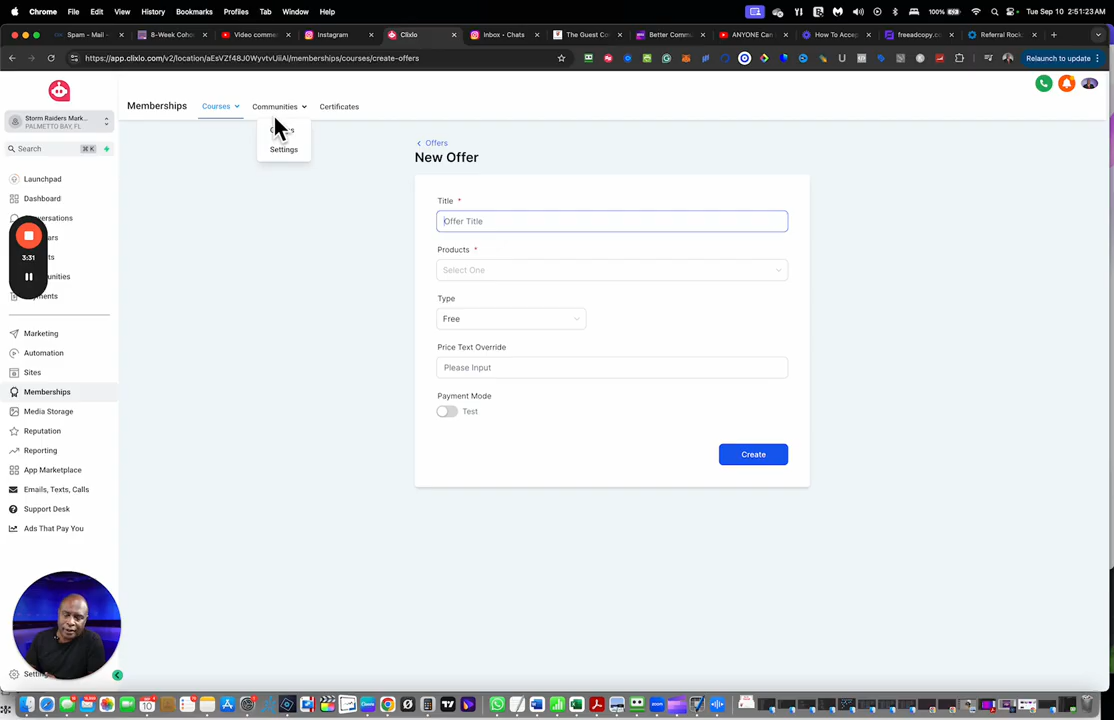 Chrome File Edit View History Bookmarks Profiles Tab Window Help 100% Tue Sep 10 2:51:23 AM
Spam - Mail -
8-Week Coho
Video comme
Instagram
Clixlo
Inbox - Chats
The Guest Co
Better Comm
ANYONE Can
How To Accep
freeadcopy.c
Referral Rock
https://app.clixlo.com/v2/location/aEsVZf48J0WyvtvUiiAI/memberships/courses/create-offers
Relaunch to update
Memberships
Courses
Communities
Certificates
Settings
Storm Raiders Mark...
PALMETTO BAY, FL
Search
⌘ K
Launchpad
Dashboard
3:31
Marketing
Automation
Sites
Memberships
Media Storage
Reputation
Reporting
App Marketplace
Emails, Texts, Calls
Support Desk
Ads That Pay You
Offers
New Offer
Title *
Offer Title
Products *
Select One
Type
Free
Price Text Override
Please Input
Payment Mode
Test
Create